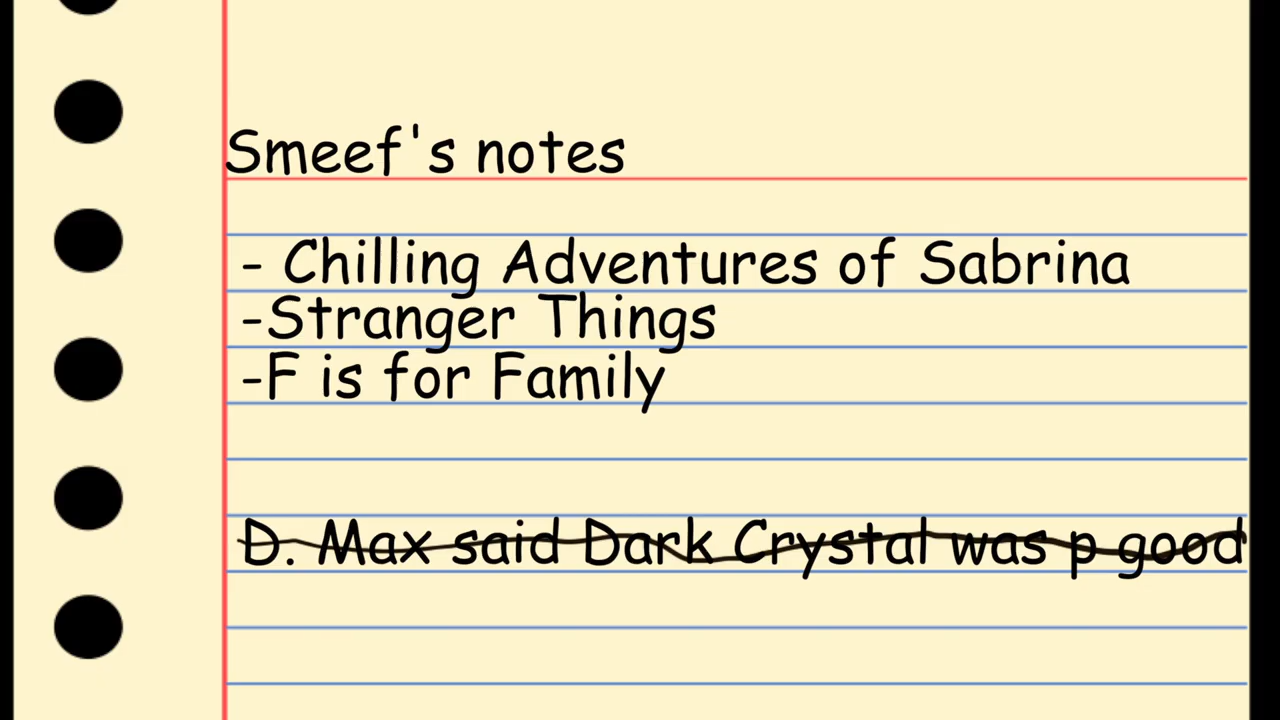 Smeef's notes
- Chilling Adventures of Sabrina
-Stranger Things
-F is for Family
D. Max said Dark Crystal was p good